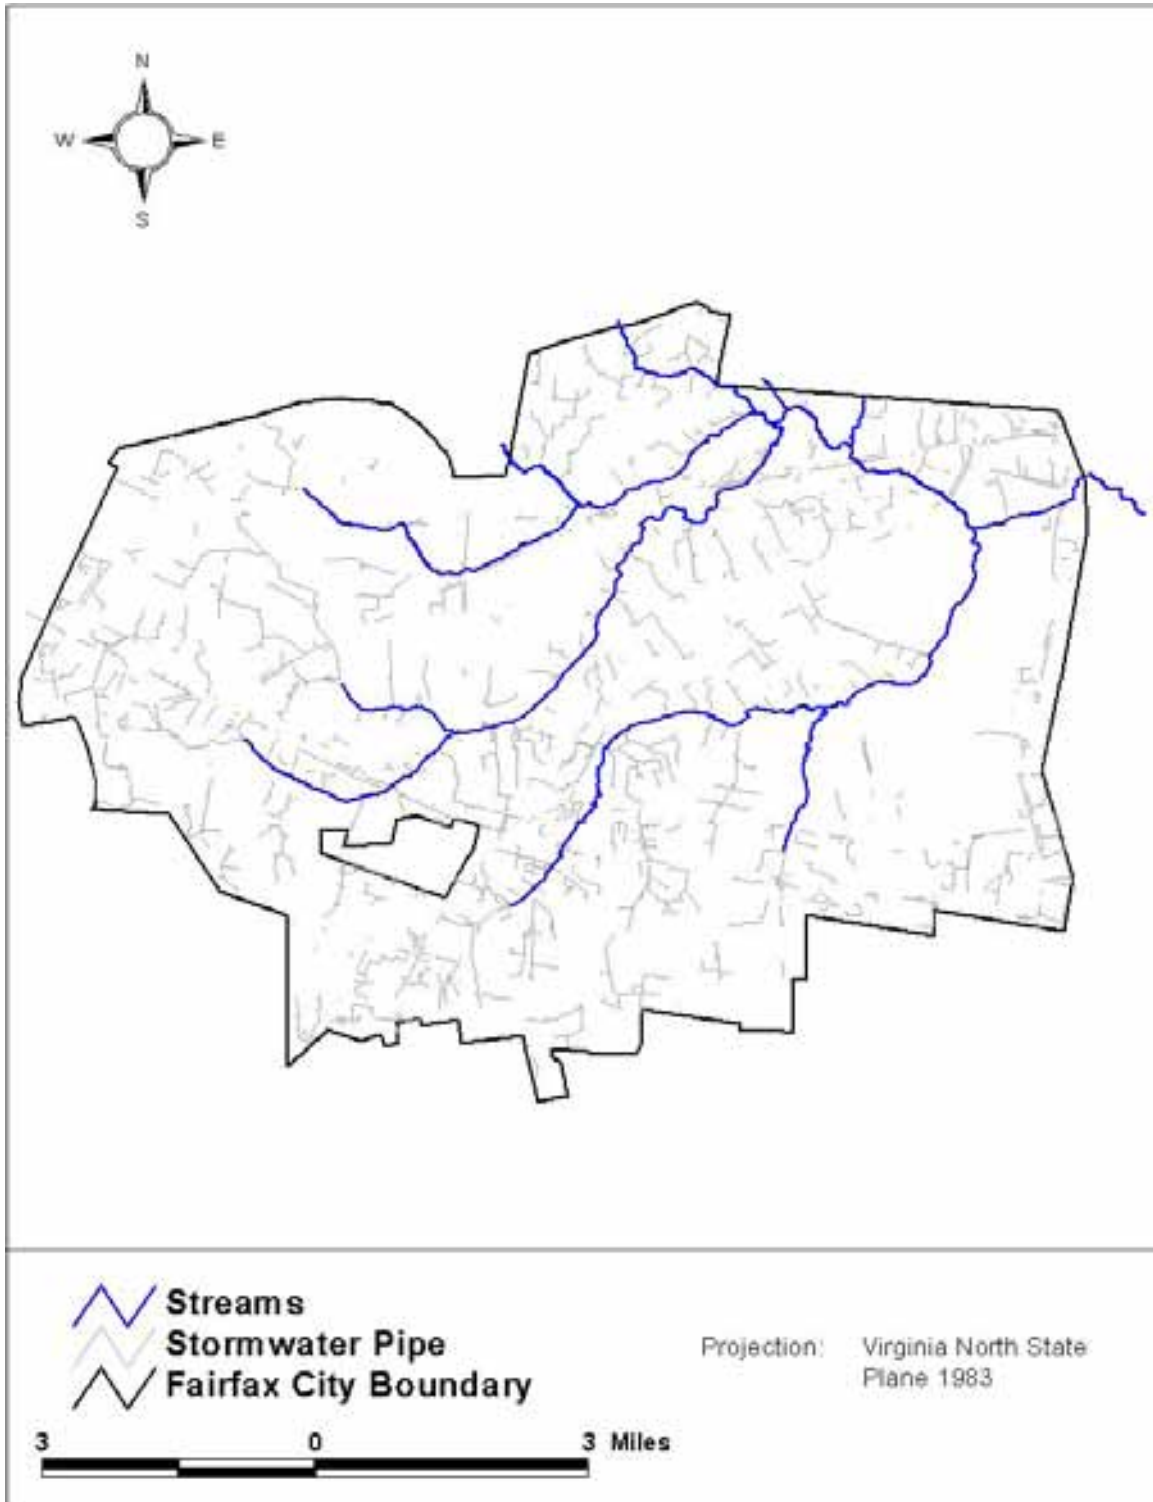 N
W E
S
Streams
Stormwater Pipe
Fairfax City Boundary
Projection: Virginia North State
Plane 1983
3 0 3 Miles